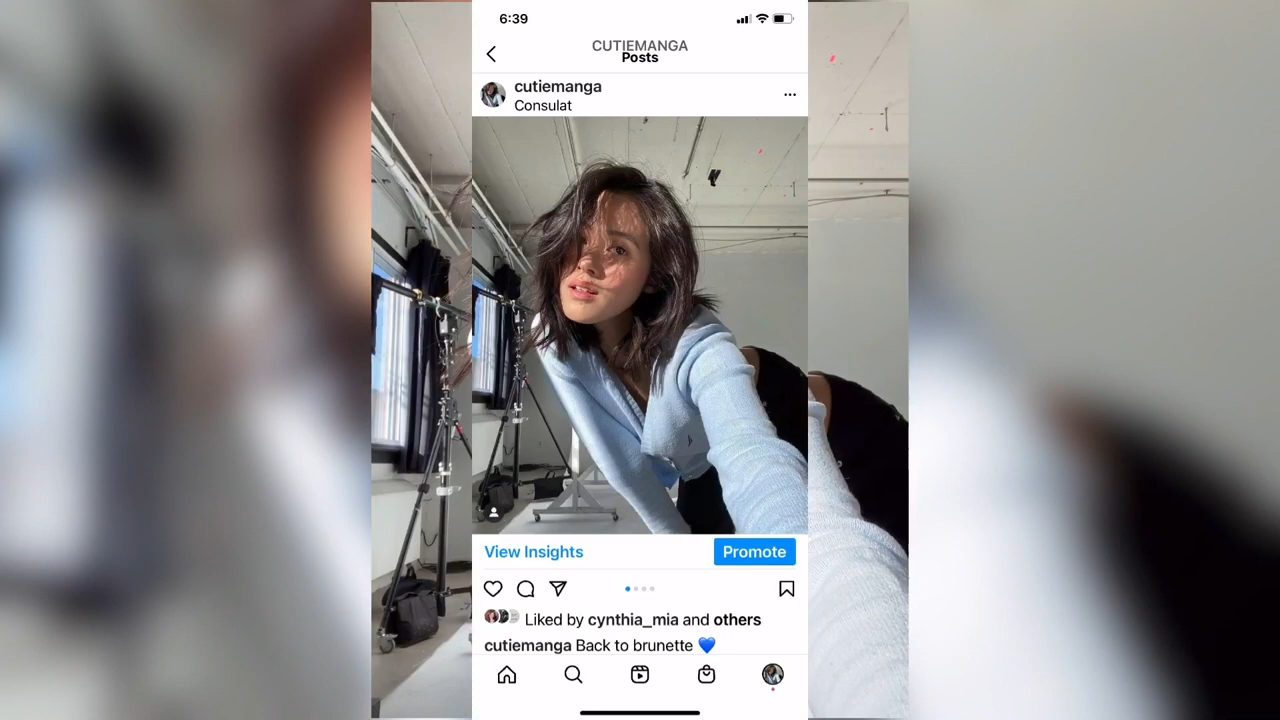 6:39
CUTIEMANGA
Posts
cutiemanga
Consulat
View Insights
Promote
Liked by cynthia_mia and others
cutiemanga Back to brunette 💙